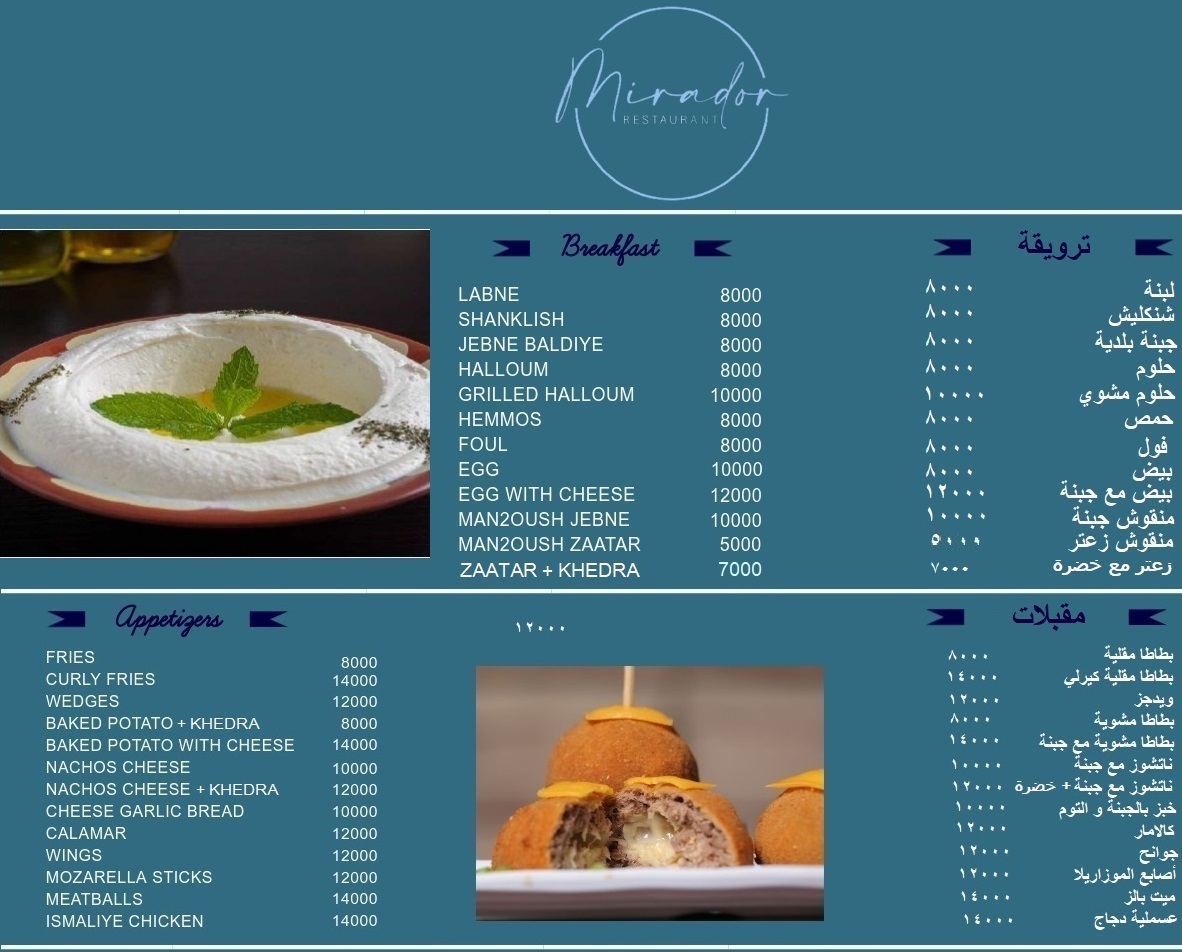 Mirador
RESTAURANT
Breakfast
LABNE 8000
SHANKLISH 8000
JEBNE BALDIYE 8000
HALLOUM 8000
GRILLED HALLOUM 10000
HEMMOS 8000
FOUL 8000
EGG 10000
EGG WITH CHEESE 12000
MAN2OUSH JEBNE 10000
MAN2OUSH ZAATAR 5000
ZAATAR + KHEDRA 7000
ترويقة
لبنة ٨٠٠٠
شنكليش ٨٠٠٠
جبنة بلدية ٨٠٠٠
حلوم ٨٠٠٠
حلوم مشوي ١٠٠٠٠
حمص ٨٠٠٠
فول ٨٠٠٠
بيض ٨٠٠٠
بيض مع جبنة ١٢٠٠٠
منقوش جبنة ١٠٠٠٠
منقوش زعتر ٥٠٠٠
زعتر مع خضرة ٧٠٠٠
Appetizers
FRIES 8000
CURLY FRIES 14000
WEDGES 12000
BAKED POTATO + KHEDRA 8000
BAKED POTATO WITH CHEESE 14000
NACHOS CHEESE 10000
NACHOS CHEESE + KHEDRA 12000
CHEESE GARLIC BREAD 10000
CALAMAR 12000
WINGS 12000
MOZARELLA STICKS 12000
MEATBALLS 14000
ISMALIYE CHICKEN 14000
١٢٠٠٠
مقبلات
بطاطا مقلية ٨٠٠٠
بطاطا مقلية كيرلي ١٤٠٠٠
ويدجز ١٢٠٠٠
بطاطا مشوية ٨٠٠٠
بطاطا مشوية مع جبنة ١٤٠٠٠
ناتشوز مع جبنة ١٠٠٠٠
ناتشوز مع جبنة + خضرة ١٢٠٠٠
خبز بالجبنة و التوم ١٠٠٠٠
كالامار ١٢٠٠٠
جوانح ١٢٠٠٠
أصابع الموزاريلا ١٢٠٠٠
ميت بالز ١٤٠٠٠
عسملية دجاج ١٤٠٠٠